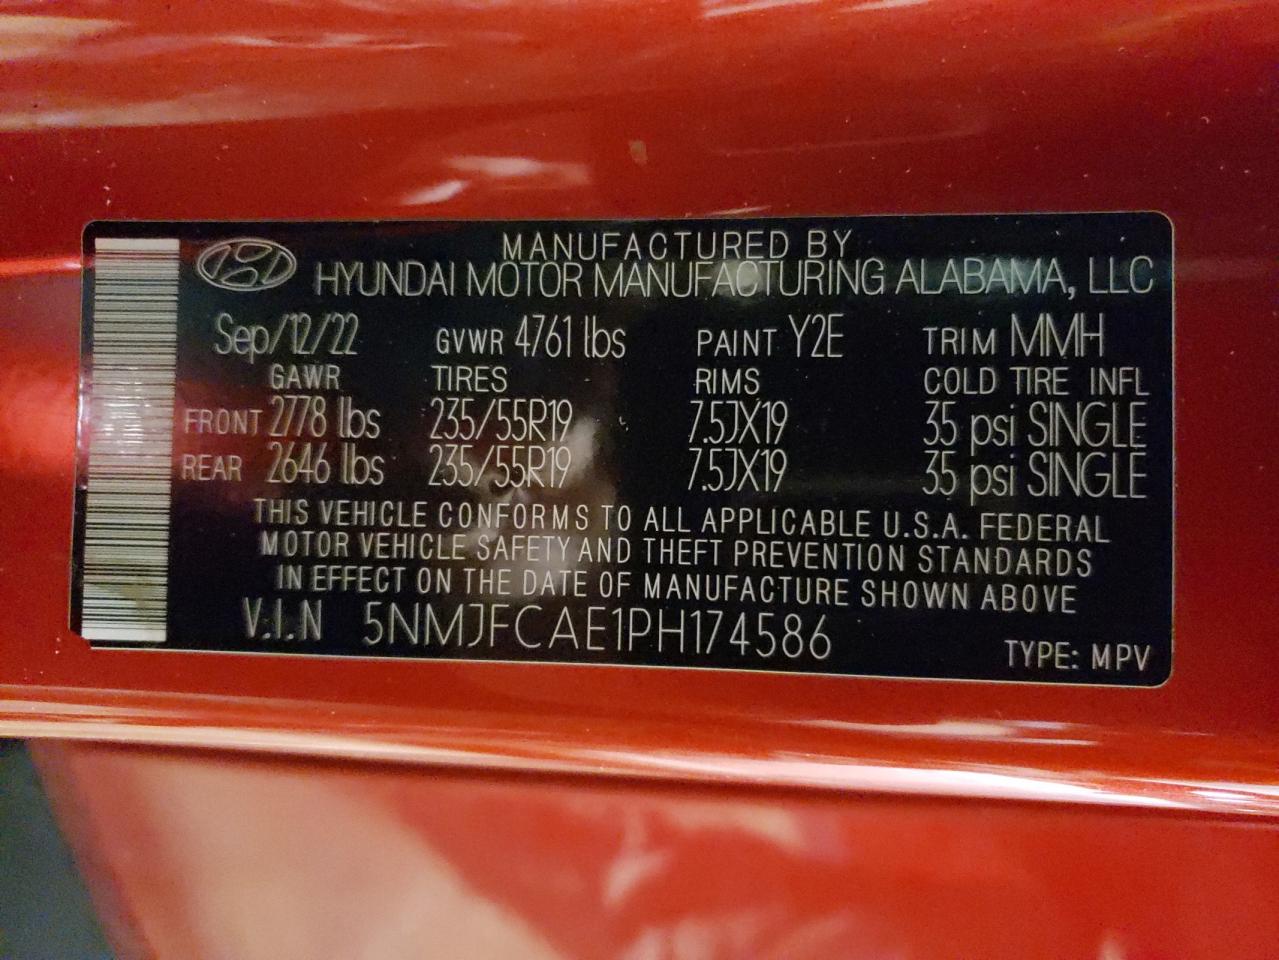 MANUFACTURED BY
HYUNDAI MOTOR MANUFACTURING ALABAMA, LLC
Sep/12/22 GVWR 4761 lbs PAINT Y2E TRIM MMH
GAWR TIRES RIMS COLD TIRE INFL
FRONT 2778 lbs 235/55R19 7.5JX19 35 psi SINGLE
REAR 2646 lbs 235/55R19 7.5JX19 35 psi SINGLE
THIS VEHICLE CONFORMS TO ALL APPLICABLE U.S.A. FEDERAL
MOTOR VEHICLE SAFETY AND THEFT PREVENTION STANDARDS
IN EFFECT ON THE DATE OF MANUFACTURE SHOWN ABOVE
V.I.N 5NMJFCAE1PH174586
TYPE: MPV